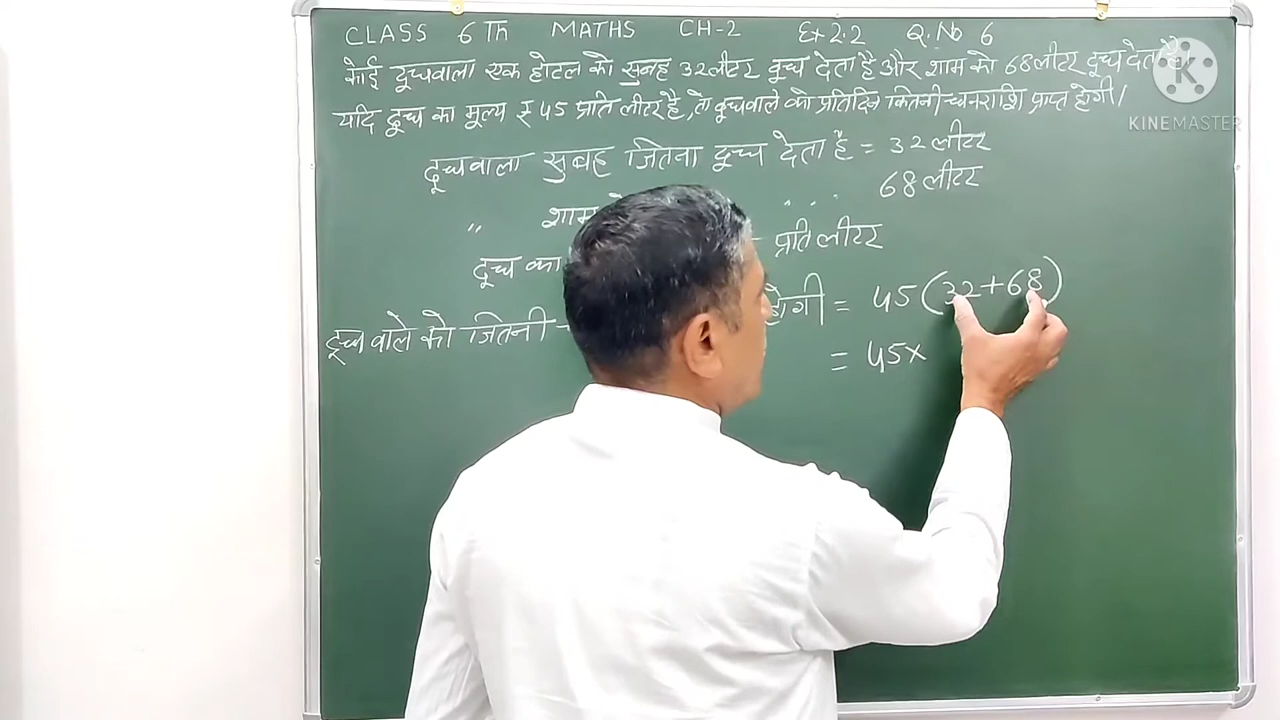 CLASS 6 Th MATHS CH-2 Ex 2.2 Q.No 6
कोई दूधवाला एक होटल को सुबह 32 लीटर दूध देता है और शाम को 68 लीटर दूध देता है।
यदि दूध का मूल्य ₹ 45 प्रति लीटर है, तो दूधवाले को प्रतिदिन कितनी धनराशि प्राप्त होगी।
दूधवाला सुबह जितना दूध देता है = 32 लीटर
,, शाम .... 68 लीटर
दूध का प्रति लीटर
दूध वाले को जितनी होगी = 45 (32+68)
= 45×
KINEMASTER